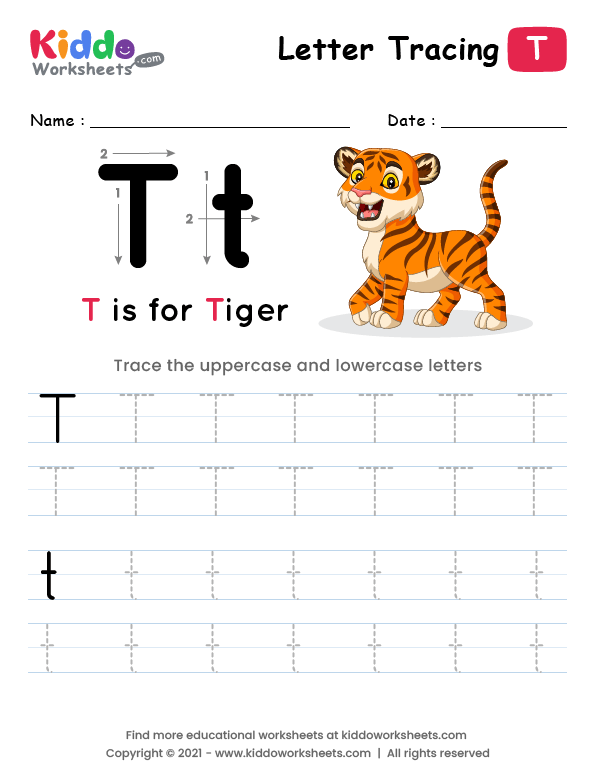 Kiddo
Worksheets .com
Letter Tracing T
Name : Date :
2 1 T 1 2 t
T is for Tiger
Trace the uppercase and lowercase letters
T T T T T T T
T T T T T T T
t t t t t t t
t t t t t t t
Find more educational worksheets at kiddoworksheets.com
Copyright © 2021 - www.kiddoworksheets.com | All rights reserved